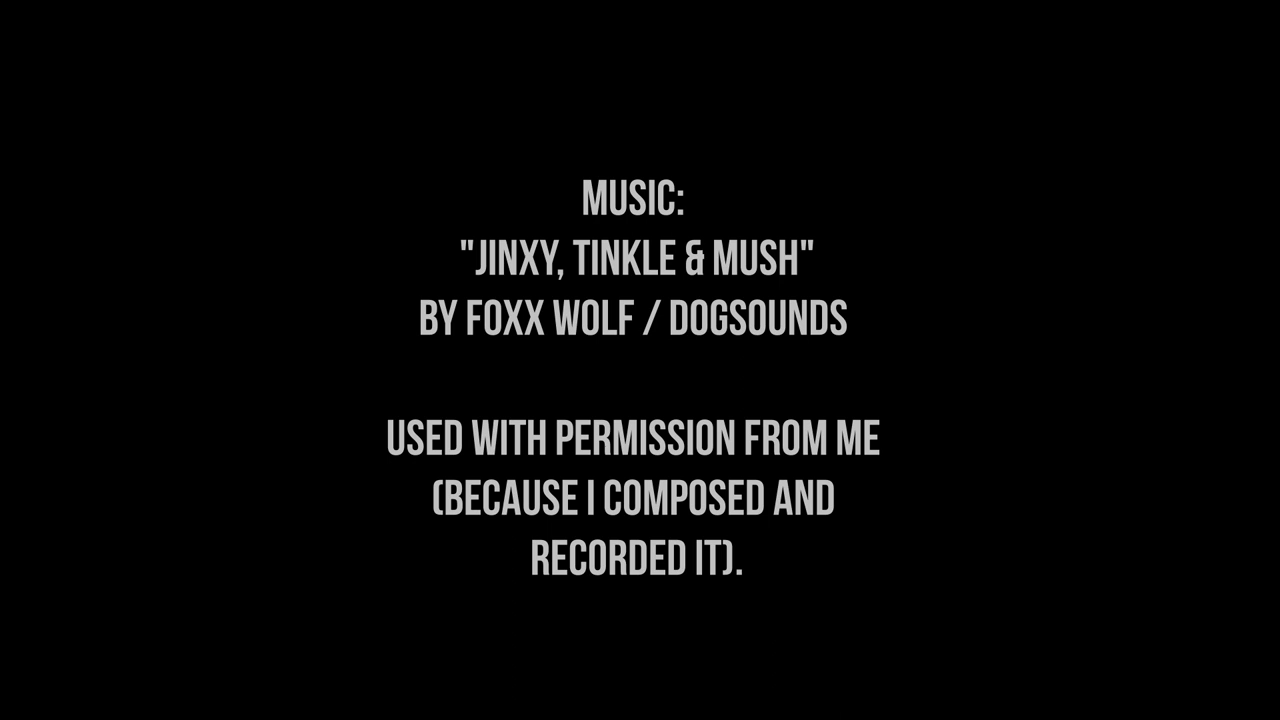 MUSIC:
"JINXY, TINKLE & MUSH"
BY FOXX WOLF / DOGSOUNDS
USED WITH PERMISSION FROM ME
(BECAUSE I COMPOSED AND
RECORDED IT).